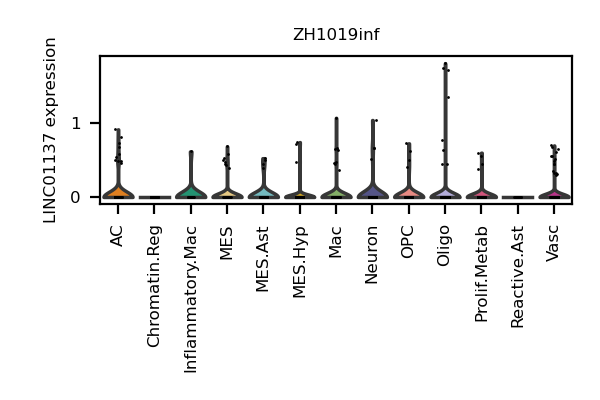 ZH1019inf
LINC01137 expression
1
0
AC
Chromatin.Reg
Inflammatory.Mac
MES
MES.Ast
MES.Hyp
Mac
Neuron
OPC
Oligo
Prolif.Metab
Reactive.Ast
Vasc